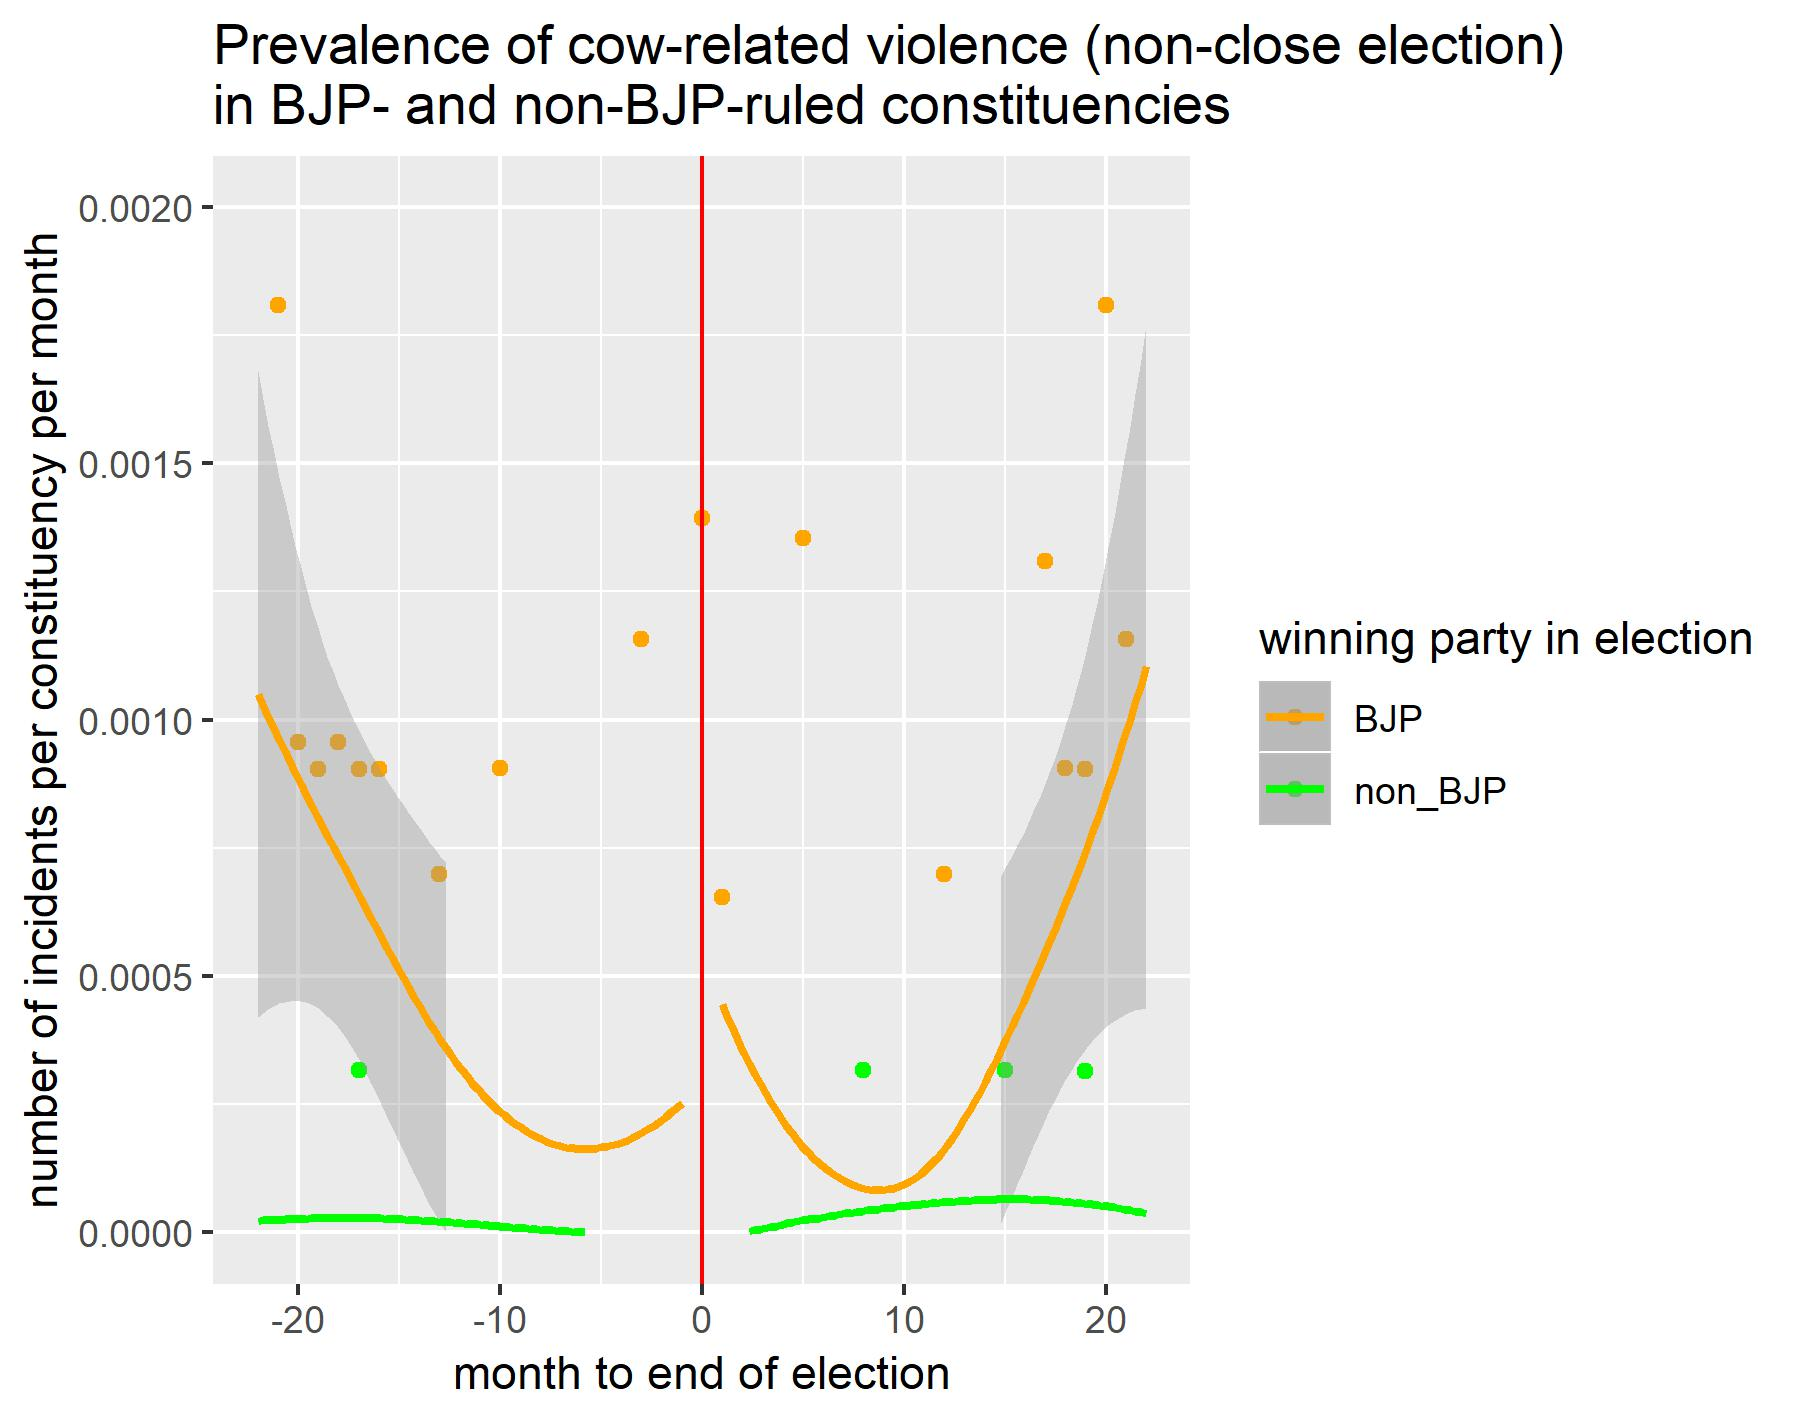 Prevalence of cow-related violence (non-close election)
in BJP- and non-BJP-ruled constituencies
number of incidents per constituency per month
0.0020
0.0015
0.0010
0.0005
0.0000
-20
-10
0
10
20
month to end of election
winning party in election
BJP
non_BJP